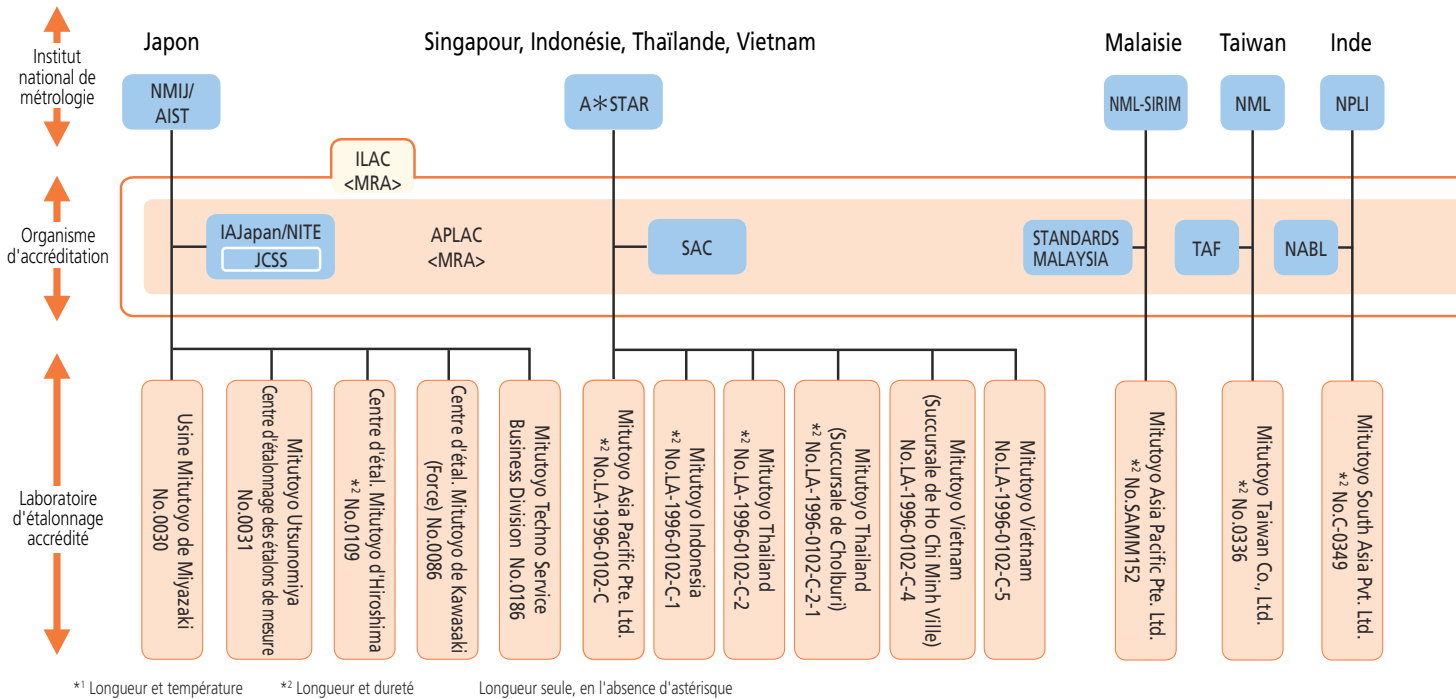 Institut
national de
métrologie
Japon
Singapour, Indonésie, Thaïlande, Vietnam
Malaisie
Taiwan
Inde
NMIJ/
AIST
A✳STAR
NML-SIRIM
NML
NPLI
ILAC
<MRA>
Organisme
d'accréditation
IAJapan/NITE
JCSS
APLAC
<MRA>
SAC
STANDARDS
MALAYSIA
TAF
NABL
Laboratoire
d'étalonnage
accrédité
Usine Mitutoyo de Miyazaki
No.0030
Mitutoyo Utsunomiya
Centre d'étalonnage des étalons de mesure
No.0031
Centre d'étal. Mitutoyo d'Hiroshima
*2 No.0109
Centre d'étal. Mitutoyo de Kawasaki
(Force) No.0086
Mitutoyo Techno Service
Business Division No.0186
Mitutoyo Asia Pacific Pte. Ltd.
*2 No.LA-1996-0102-C
Mitutoyo Indonesia
*2 No.LA-1996-0102-C-1
Mitutoyo Thailand
*2 No.LA-1996-0102-C-2
Mitutoyo Thailand
(Succursale de Cholburi)
*2 No.LA-1996-0102-C-2-1
Mitutoyo Vietnam
(Succursale de Ho Chi Minh Ville)
No.LA-1996-0102-C-4
Mitutoyo Vietnam
No.LA-1996-0102-C-5
Mitutoyo Asia Pacific Pte. Ltd.
*2 No.SAMM152
Mitutoyo Taiwan Co., Ltd.
*2 No.0336
Mitutoyo South Asia Pvt. Ltd.
*2 No.C-0349
*1 Longueur et température *2 Longueur et dureté Longueur seule, en l'absence d'astérisque